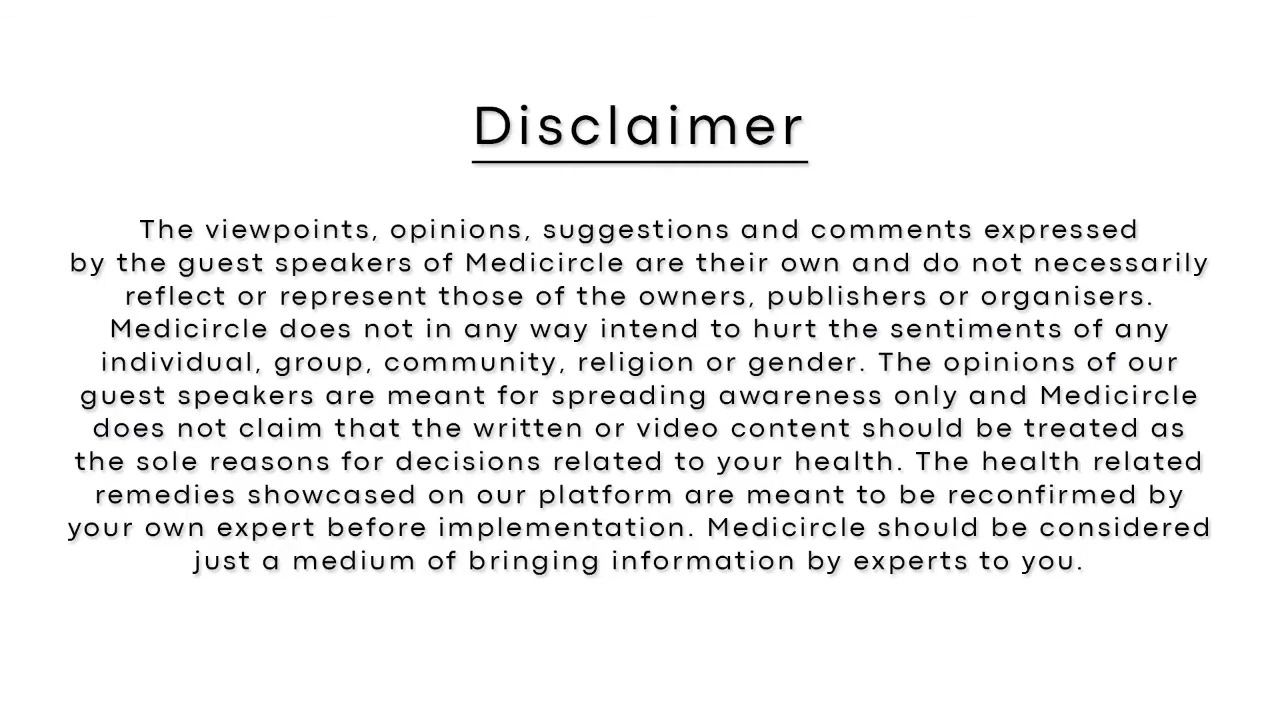 Disclaimer
The viewpoints, opinions, suggestions and comments expressed
by the guest speakers of Medicircle are their own and do not necessarily
reflect or represent those of the owners, publishers or organisers.
Medicircle does not in any way intend to hurt the sentiments of any
individual, group, community, religion or gender. The opinions of our
guest speakers are meant for spreading awareness only and Medicircle
does not claim that the written or video content should be treated as
the sole reasons for decisions related to your health. The health related
remedies showcased on our platform are meant to be reconfirmed by
your own expert before implementation. Medicircle should be considered
just a medium of bringing information by experts to you.